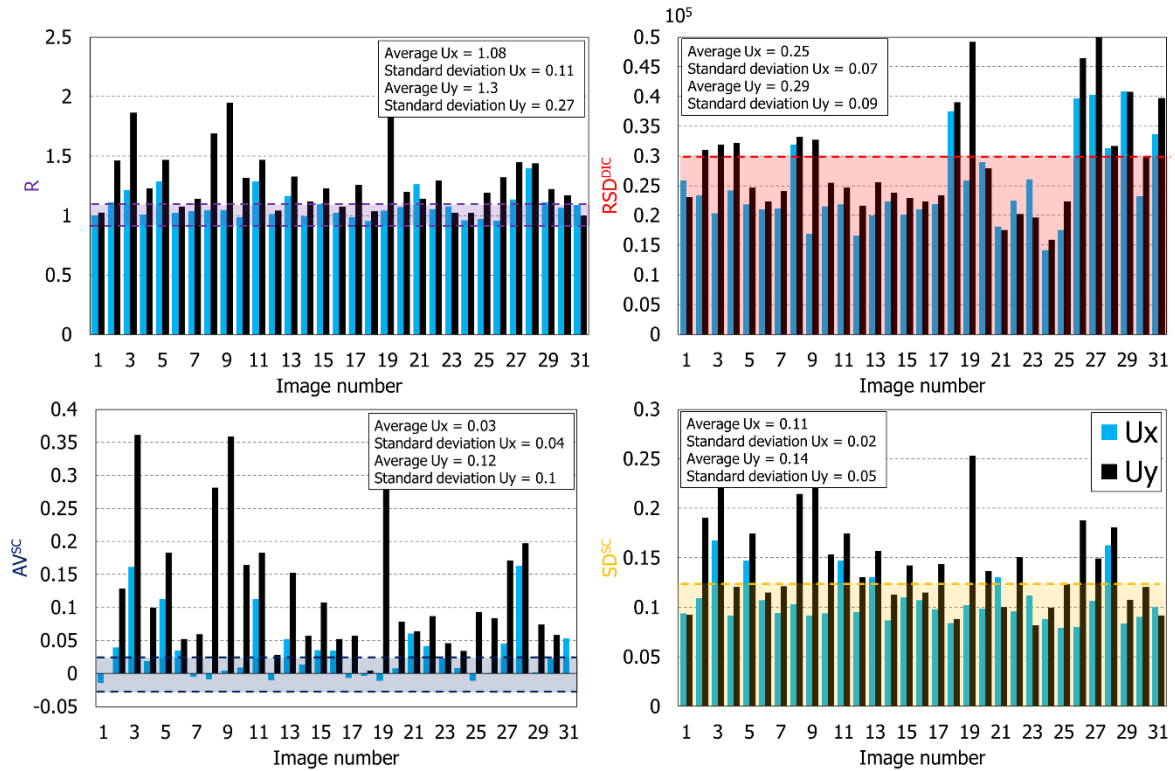 2.5
2
1.5
1
0.5
0
R
Average Ux = 1.08
Standard deviation Ux = 0.11
Average Uy = 1.3
Standard deviation Uy = 0.27
1 3 5 7 9 11 13 15 17 19 21 23 25 27 29 31
Image number
10⁵
0.5
0.45
0.4
0.35
0.3
0.25
0.2
0.15
0.1
0.05
0
RSDᴰᴵᶜ
Average Ux = 0.25
Standard deviation Ux = 0.07
Average Uy = 0.29
Standard deviation Uy = 0.09
1 3 5 7 9 11 13 15 17 19 21 23 25 27 29 31
Image number
0.4
0.35
0.3
0.25
0.2
0.15
0.1
0.05
0
-0.05
AVˢᶜ
Average Ux = 0.03
Standard deviation Ux = 0.04
Average Uy = 0.12
Standard deviation Uy = 0.1
1 3 5 7 9 11 13 15 17 19 21 23 25 27 29 31
Image number
0.3
0.25
0.2
0.15
0.1
0.05
0
SDˢᶜ
Average Ux = 0.11
Standard deviation Ux = 0.02
Average Uy = 0.14
Standard deviation Uy = 0.05
Ux
Uy
1 3 5 7 9 11 13 15 17 19 21 23 25 27 29 31
Image number